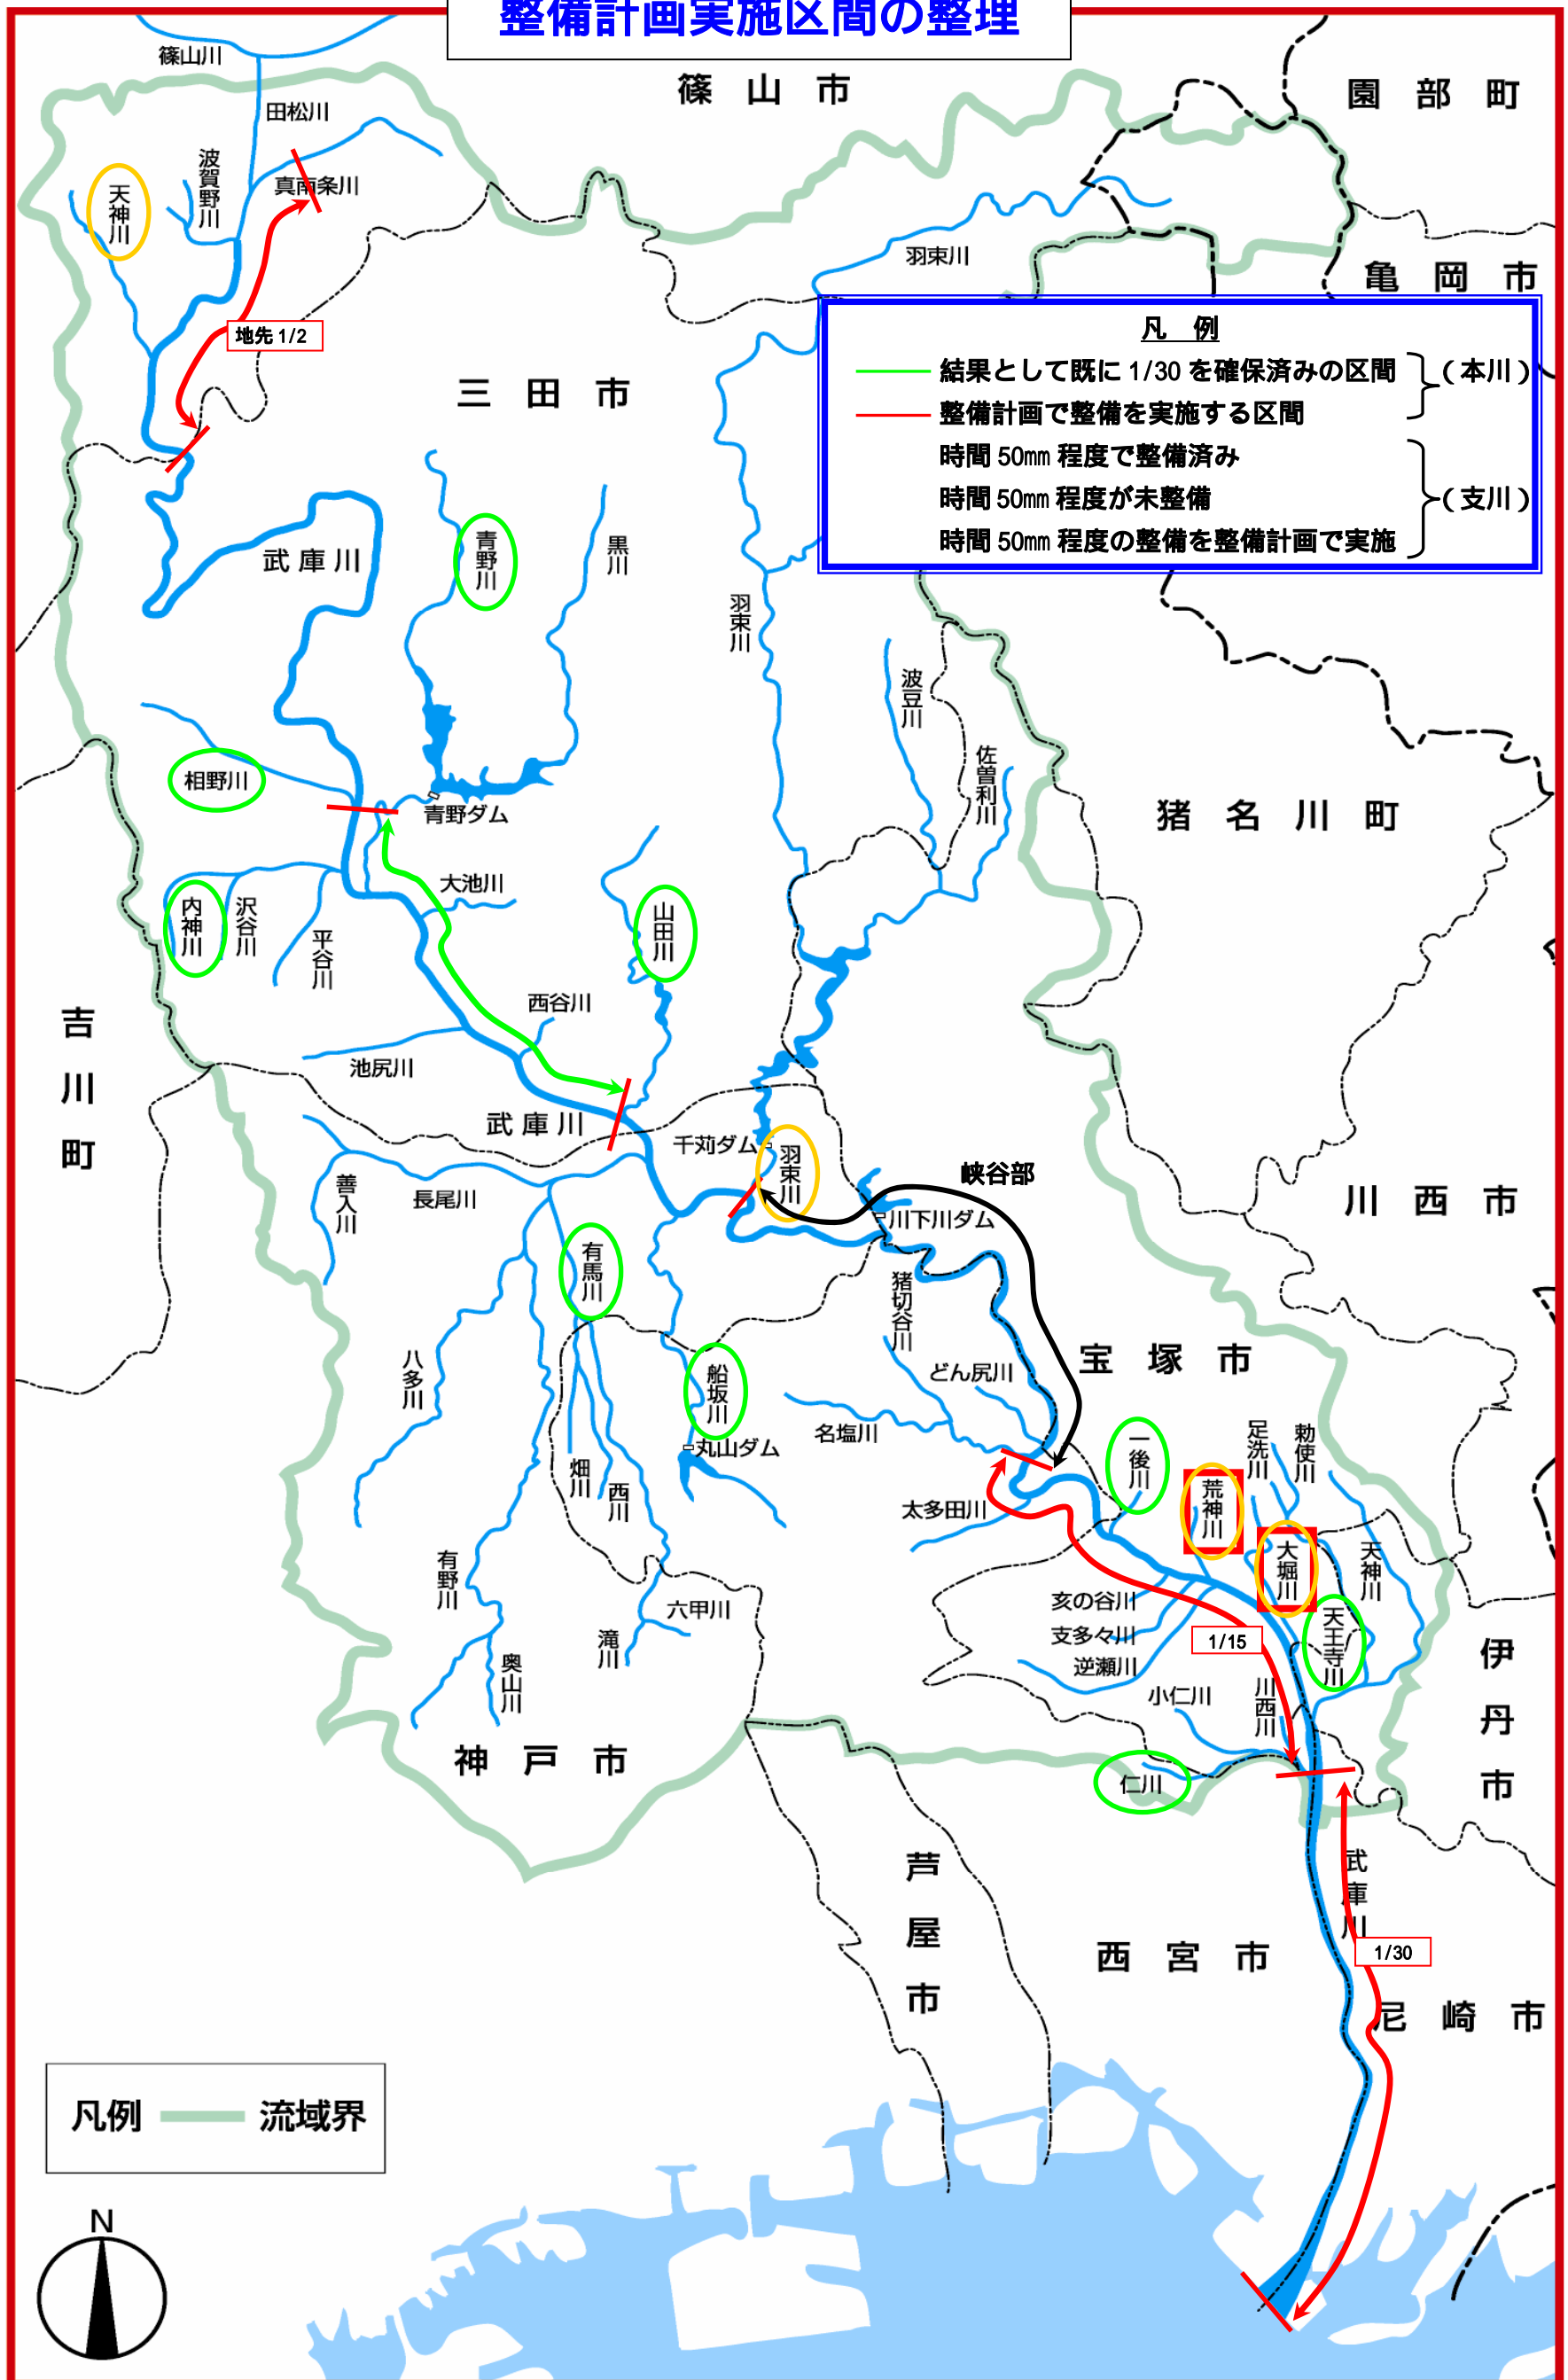 整備計画実施区間の整理
篠山川
篠山市
園部町
田松川
波賀野川
真南条川
天神川
羽束川
亀岡市
地先 1/2
凡 例
結果として既に 1/30 を確保済みの区間
（本川）
整備計画で整備を実施する区間
時間 50mm 程度で整備済み
時間 50mm 程度が未整備
（支川）
時間 50mm 程度の整備を整備計画で実施
三田市
武庫川
青野川
黒川
羽束川
波豆川
佐曽利川
相野川
青野ダム
猪名川町
大池川
内神川
沢谷川
平谷川
山田川
吉川町
西谷川
池尻川
武庫川
千苅ダム
羽束川
峡谷部
善入川
長尾川
川下川ダム
川西市
有馬川
猪切谷川
八多川
船坂川
どん尻川
宝塚市
名塩川
丸山ダム
一後川
足洗川
勅使川
畑川
西川
太多田川
荒神川
大堀川
天神川
有野川
亥の谷川
六甲川
支多々川
1/15
天王寺川
滝川
逆瀬川
伊丹市
奥山川
小仁川
川西川
神戸市
仁川
武庫川
芦屋市
西宮市
1/30
尼崎市
凡例
流域界
N